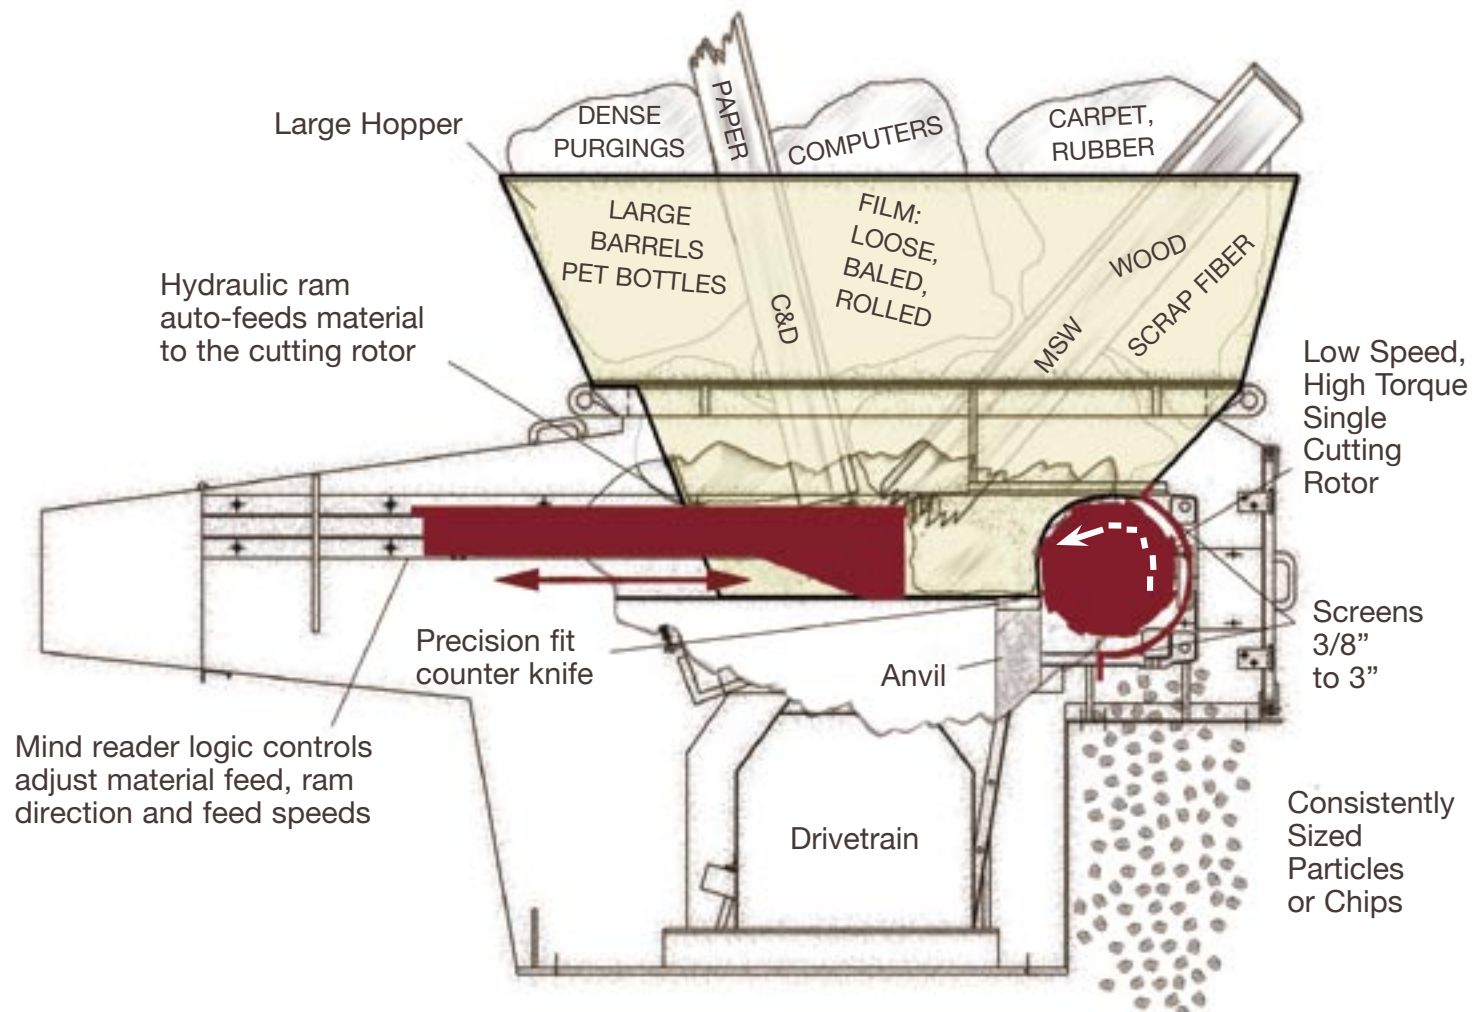 DENSE
PURGINGS
PAPER
COMPUTERS
CARPET,
RUBBER
Large Hopper
LARGE
BARRELS
PET BOTTLES
C&D
FILM:
LOOSE,
BALED,
ROLLED
MSW
WOOD
SCRAP FIBER
Hydraulic ram
auto-feeds material
to the cutting rotor
Low Speed,
High Torque
Single
Cutting
Rotor
Precision fit
counter knife
Anvil
Screens
3/8”
to 3”
Mind reader logic controls
adjust material feed, ram
direction and feed speeds
Drivetrain
Consistently
Sized
Particles
or Chips